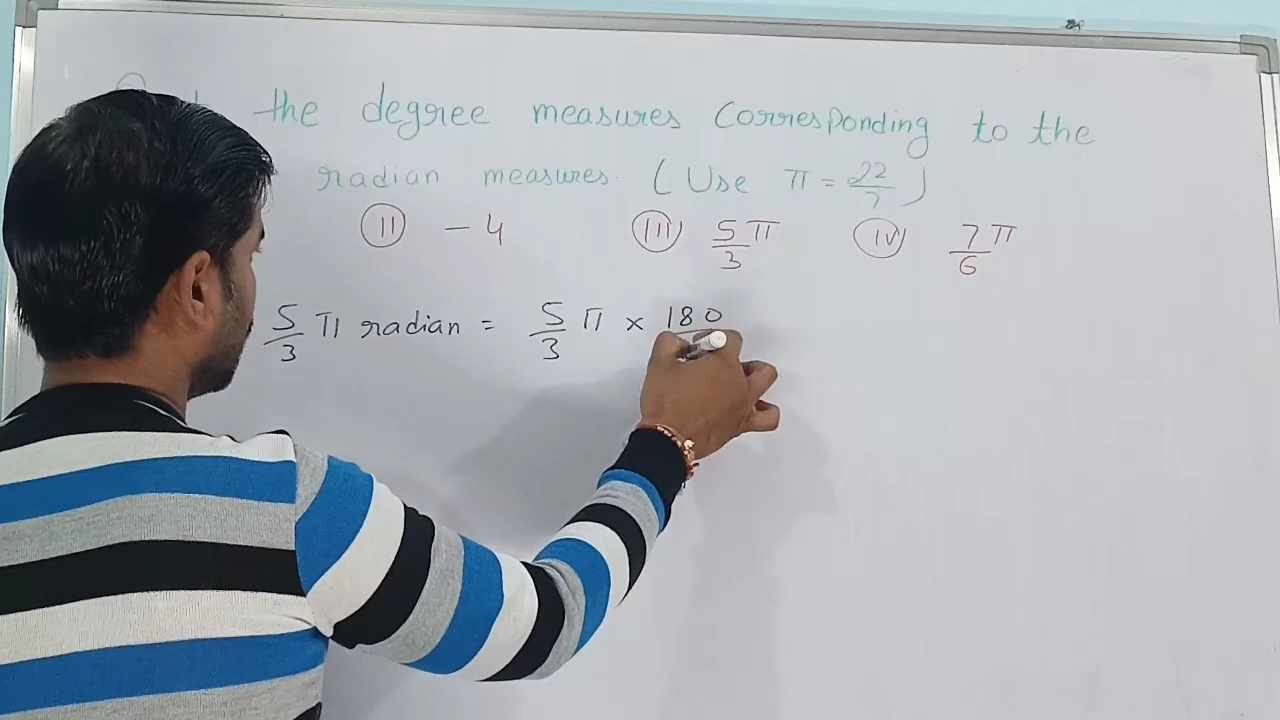 the degree measures corresponding to the
radian measures. (Use π = 22/7)
(II) - 4 (III) 5/3 π (IV) 7/6 π
5/3 π radian = 5/3 π × 180